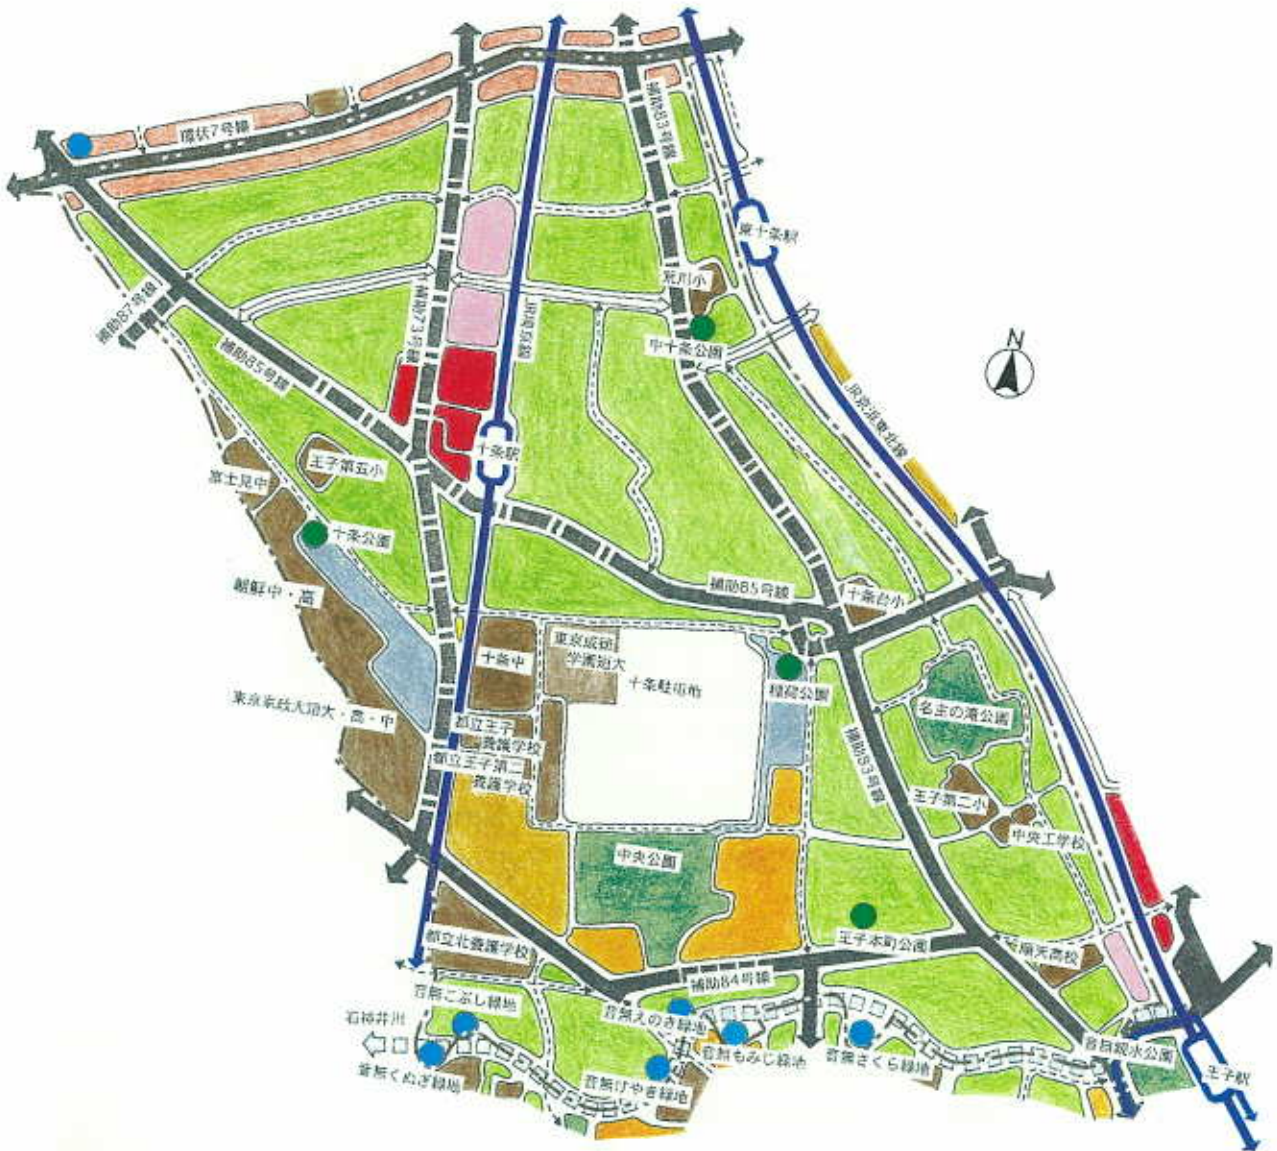 環状7号線
補助83号線
東十条駅
荒川小
補助87号線
補助73号線
JR埼京線
中十条公園
N
補助85号線
JR京浜東北線
十条駅
王子第五小
富士見中
十条公園
朝鮮中・高
補助85号線
十条台小
十条中
東京成徳
学園短大
十条駐屯地
稲荷公園
東京家政大短大・高・中
名主の滝公園
都立王子
養護学校
都立王子第二
養護学校
補助83号線
王子第二小
中央工学校
中央公園
王子本町公園
都立北養護学校
順天高校
補助84号線
音無こぶし緑地
石神井川
音無えのき緑地
音無もみじ緑地
音無さくら緑地
音無親水公園
音無くぬぎ緑地
音無けやき緑地
王子駅